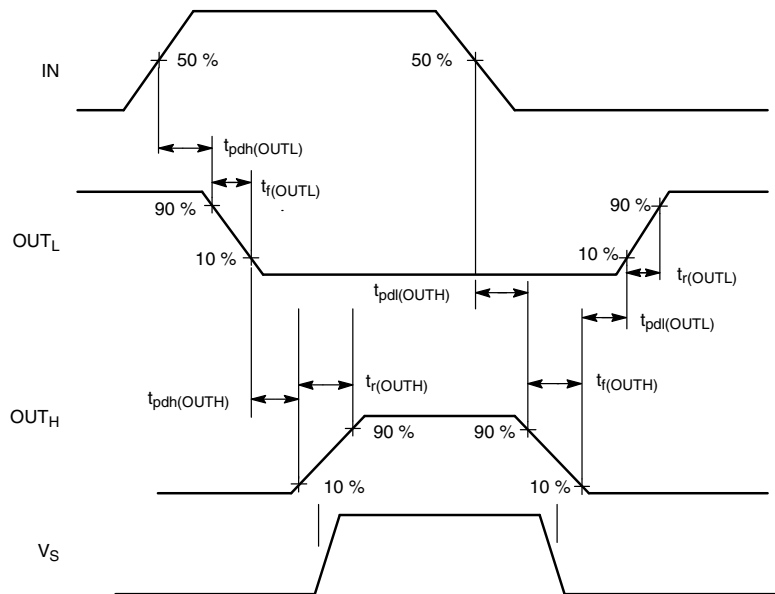 IN
50 %
50 %
tpdh(OUTL)
tf(OUTL)
OUTL
90 %
90 %
10 %
10 %
tr(OUTL)
tpdl(OUTH)
tpdl(OUTL)
tr(OUTH)
tf(OUTH)
tpdh(OUTH)
OUTH
90 %
90 %
10 %
10 %
VS